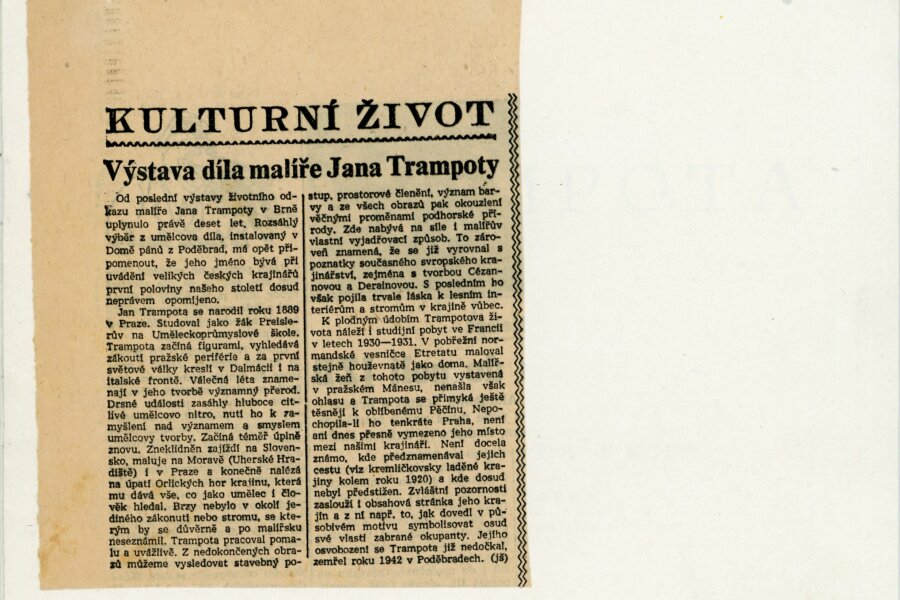 KULTURNÍ ŽIVOT
Výstava díla malíře Jana Trampoty
Od poslední výstavy životního od-
kazu malíře Jana Trampoty v Brně
uplynulo právě deset let. Rozsáhlý
výběr z umělcova díla, instalovaný v
Domě pánů z Poděbrad, má opět při-
pomenout, že jeho jméno bývá při
uvádění velikých českých krajinářů
první poloviny našeho století dosud
neprávem opomíjeno.
Jan Trampota se narodil roku 1889
v Praze. Studoval jako žák Preisle-
rův na Uměleckoprůmyslové škole.
Trampota začíná figurami, vyhledává
zákoutí pražské periférie a za první
světové války kreslí v Dalmácii i na
italské frontě. Válečná léta zname-
nají v jeho tvorbě významný přerod.
Drsné události zasáhly hluboce cit-
livé umělcovo nitro, nutí ho k za-
myšlení nad významem a smyslem
umělcovy tvorby. Začíná téměř úplně
znovu. Zneklidněn zajíždí na Sloven-
sko, maluje na Moravě (Uherské Hra-
diště) i v Praze a konečně nalézá
na úpatí Orlických hor krajinu, která
mu dává vše, co jako umělec i člo-
věk hledal. Brzy nebylo v okolí je-
diného zákoutí nebo stromu, se kte-
rým by se důvěrně a po malířsku
neseznámil. Trampota pracoval poma-
lu a uvážlivě. Z nedokončených obra-
zů můžeme vysledovat stavebný po-
stup, prostorové členění, význam bar-
vy a ze všech obrazů pak okouzlení
věčnými proměnami podhorské pří-
rody. Zde nabývá na síle i malířův
vlastní vyjadřovací způsob. To záro-
veň znamená, že se již vyrovnal s
poznatky současného evropského kra-
jinářství, zejména s tvorbou Cézan-
novou a Derainovou. S posledním ho
však pojila trvale láska k lesním in-
teriérům a stromům v krajině vůbec.
K plodným údobím Trampotova ži-
vota náleží i studijní pobyt ve Francii
v letech 1930—1931. V pobřežní nor-
mandské vesničce Etretatu maloval
stejně houževnatě jako doma. Malíř-
ská žeň z tohoto pobytu vystavená
v pražském Mánesu, nenašla však
ohlasu a Trampota se přimyká ještě
těsněji k oblíbenému Pěčínu. Nepo-
chopila-li ho tenkráte Praha, není
ani dnes přesně vymezeno jeho místo
mezi našimi krajináři. Není docela
známo, kde předznamenával jejich
cestu (viz kremličkovsky laděné kra-
jiny kolem roku 1920) a kde dosud
nebyl předstižen. Zvláštní pozornosti
zaslouží i obsahová stránka jeho kra-
jin a z ní např. to, jak dovedl v pů-
sobivém motivu symbolisovat osud
své vlasti zabrané okupanty. Jejího
osvobození se Trampota již nedočkal,
zemřel roku 1942 v Poděbradech. (jš)